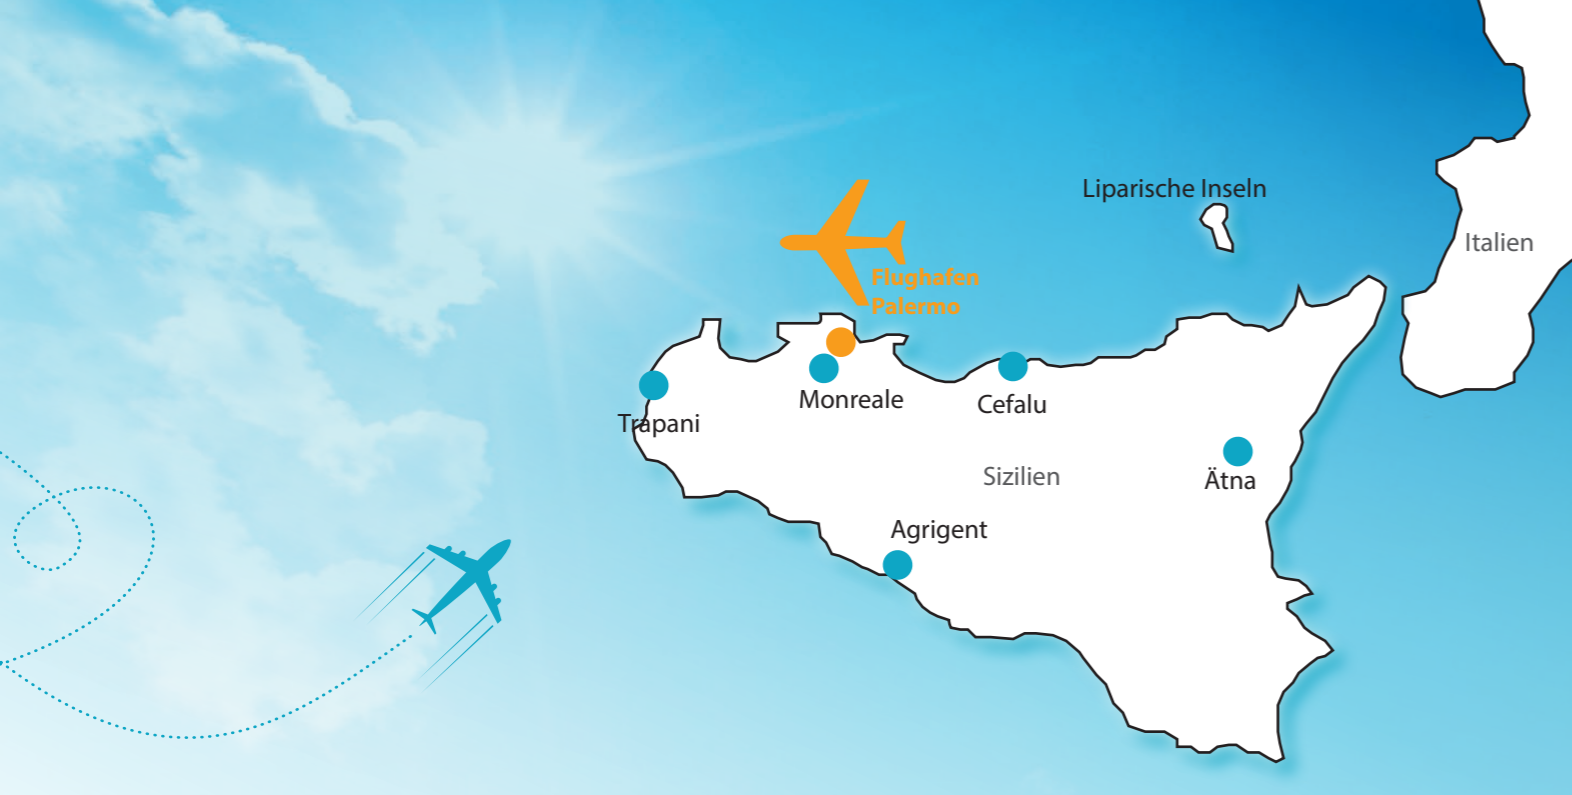 Liparische Inseln
Italien
Flughafen
Palermo
Trapani
Monreale
Cefalu
Sizilien
Ätna
Agrigent